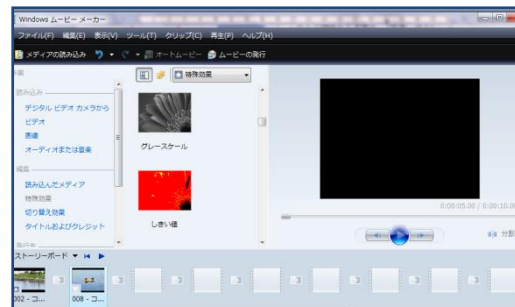 Windows ムービー メーカー
ファイル(F) 編集(E) 表示(V) ツール(T) クリップ(C) 再生(P) ヘルプ(H)
メディアの読み込み オートムービー ムービーの発行
特殊効果
読み込み
デジタル ビデオ カメラから
ビデオ
画像
オーディオまたは音楽
グレースケール
編集
読み込んだメディア
特殊効果
切り替え効果
タイトルおよびクレジット
しきい値
0:00:05.00 / 0:00:10.00
分割
ストーリーボード
002 - コ...
008 - コ...